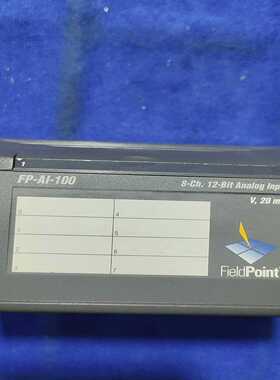 FP-AI-100
8-Ch, 12-Bit Analog Inp
V, 20 m
4
5
6
7
FieldPoint